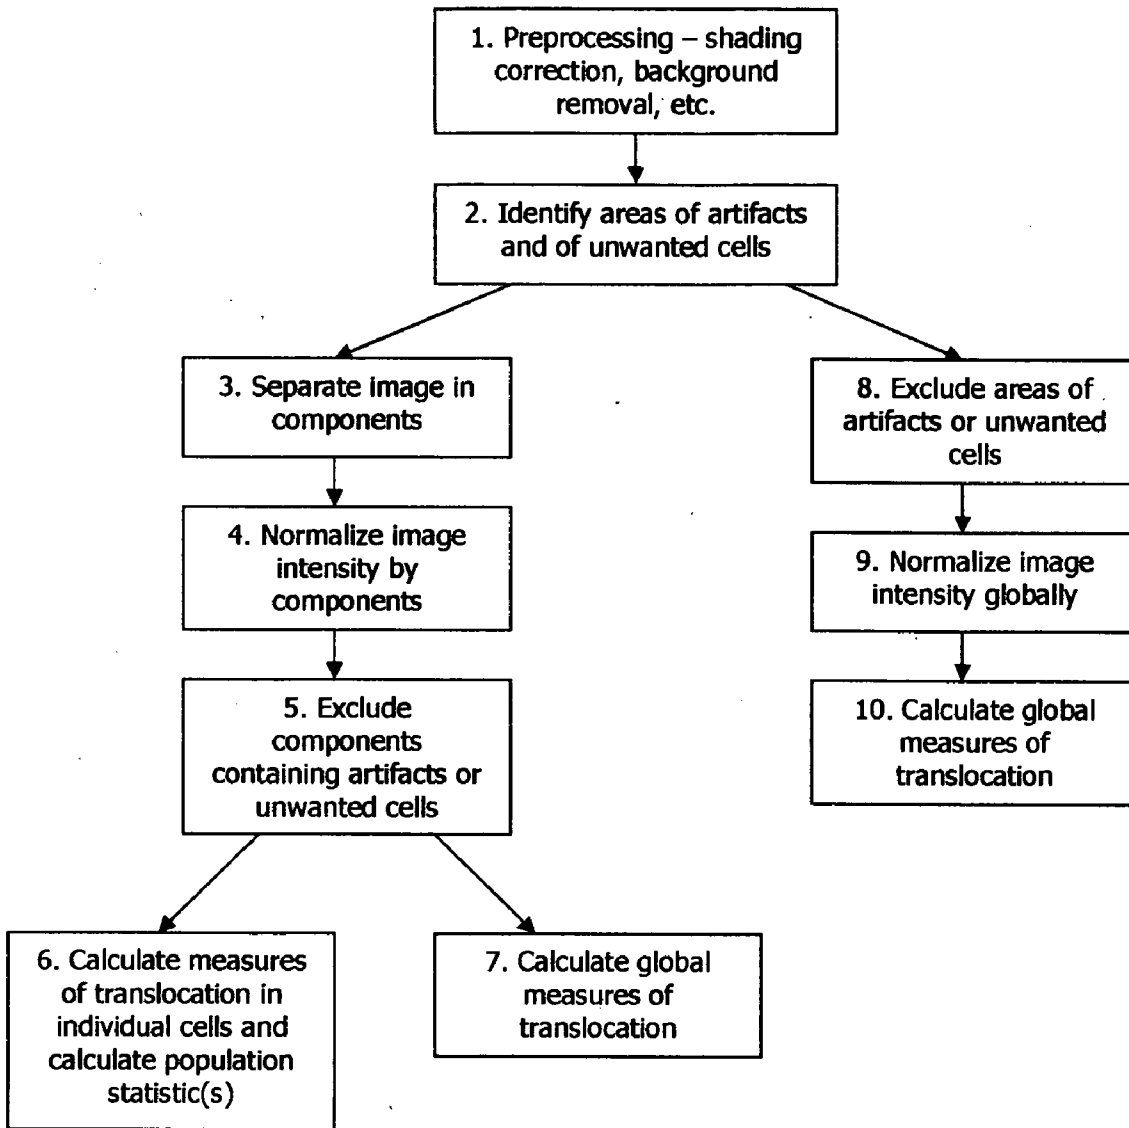 1. Preprocessing – shading
correction, background
removal, etc.
2. Identify areas of artifacts
and of unwanted cells
3. Separate image in
components
4. Normalize image
intensity by
components
5. Exclude
components
containing artifacts or
unwanted cells
6. Calculate measures
of translocation in
individual cells and
calculate population
statistic(s)
7. Calculate global
measures of
translocation
8. Exclude areas of
artifacts or unwanted
cells
9. Normalize image
intensity globally
10. Calculate global
measures of
translocation